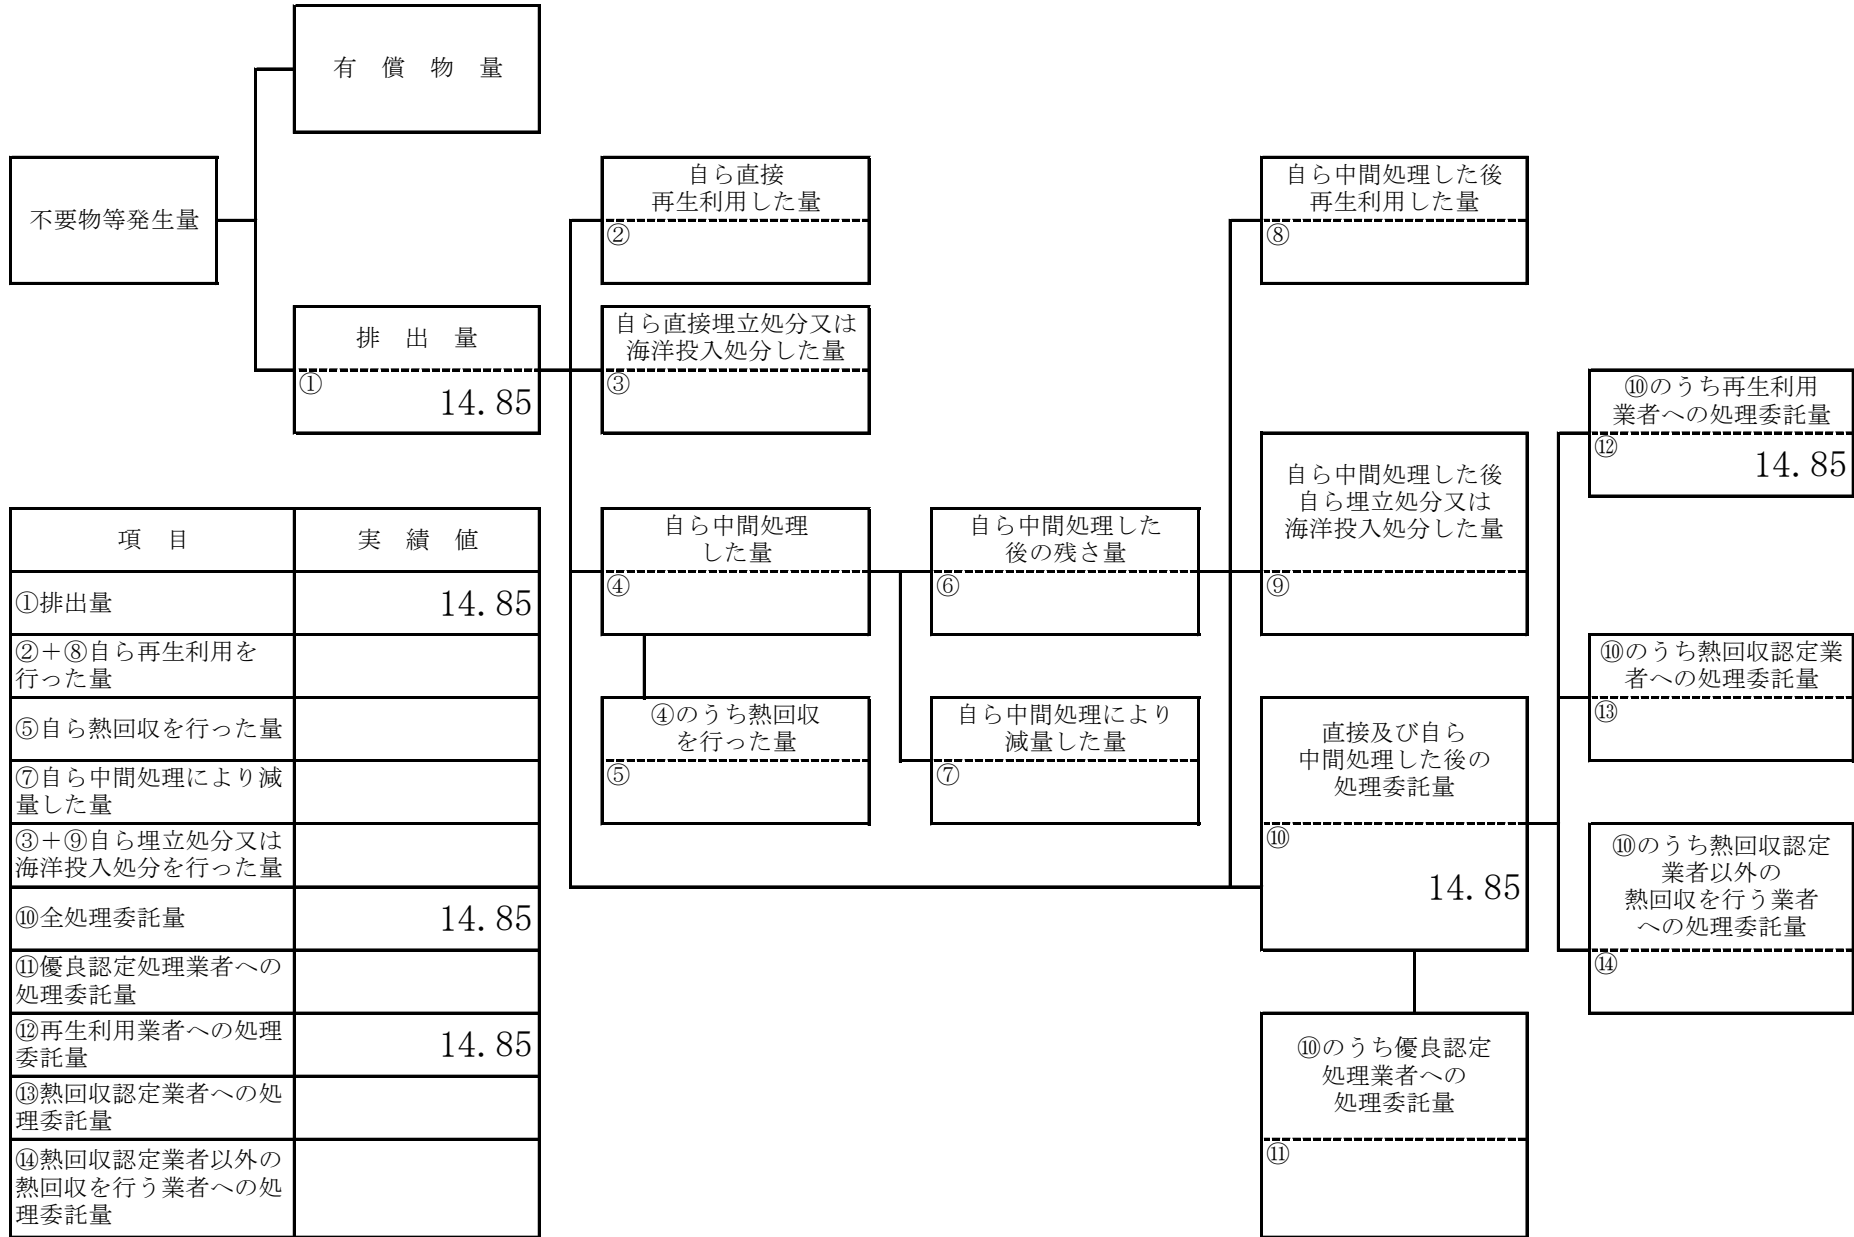 有　償　物　量
不要物等発生量
排　出　量
①
14.85
自ら直接
再生利用した量
②
自ら直接埋立処分又は
海洋投入処分した量
③
自ら中間処理
した量
④
④のうち熱回収
を行った量
⑤
自ら中間処理した
後の残さ量
⑥
自ら中間処理により
減量した量
⑦
自ら中間処理した後
再生利用した量
⑧
自ら中間処理した後
自ら埋立処分又は
海洋投入処分した量
⑨
直接及び自ら
中間処理した後の
処理委託量
⑩
14.85
⑩のうち優良認定
処理業者への
処理委託量
⑪
⑩のうち再生利用
業者への処理委託量
⑫
14.85
⑩のうち熱回収認定業
者への処理委託量
⑬
⑩のうち熱回収認定
業者以外の
熱回収を行う業者
への処理委託量
⑭
項　目
実　績　値
①排出量
14.85
②＋⑧自ら再生利用を
行った量
⑤自ら熱回収を行った量
⑦自ら中間処理により減
量した量
③＋⑨自ら埋立処分又は
海洋投入処分を行った量
⑩全処理委託量
14.85
⑪優良認定処理業者への
処理委託量
⑫再生利用業者への処理
委託量
14.85
⑬熱回収認定業者への処
理委託量
⑭熱回収認定業者以外の
熱回収を行う業者への処
理委託量